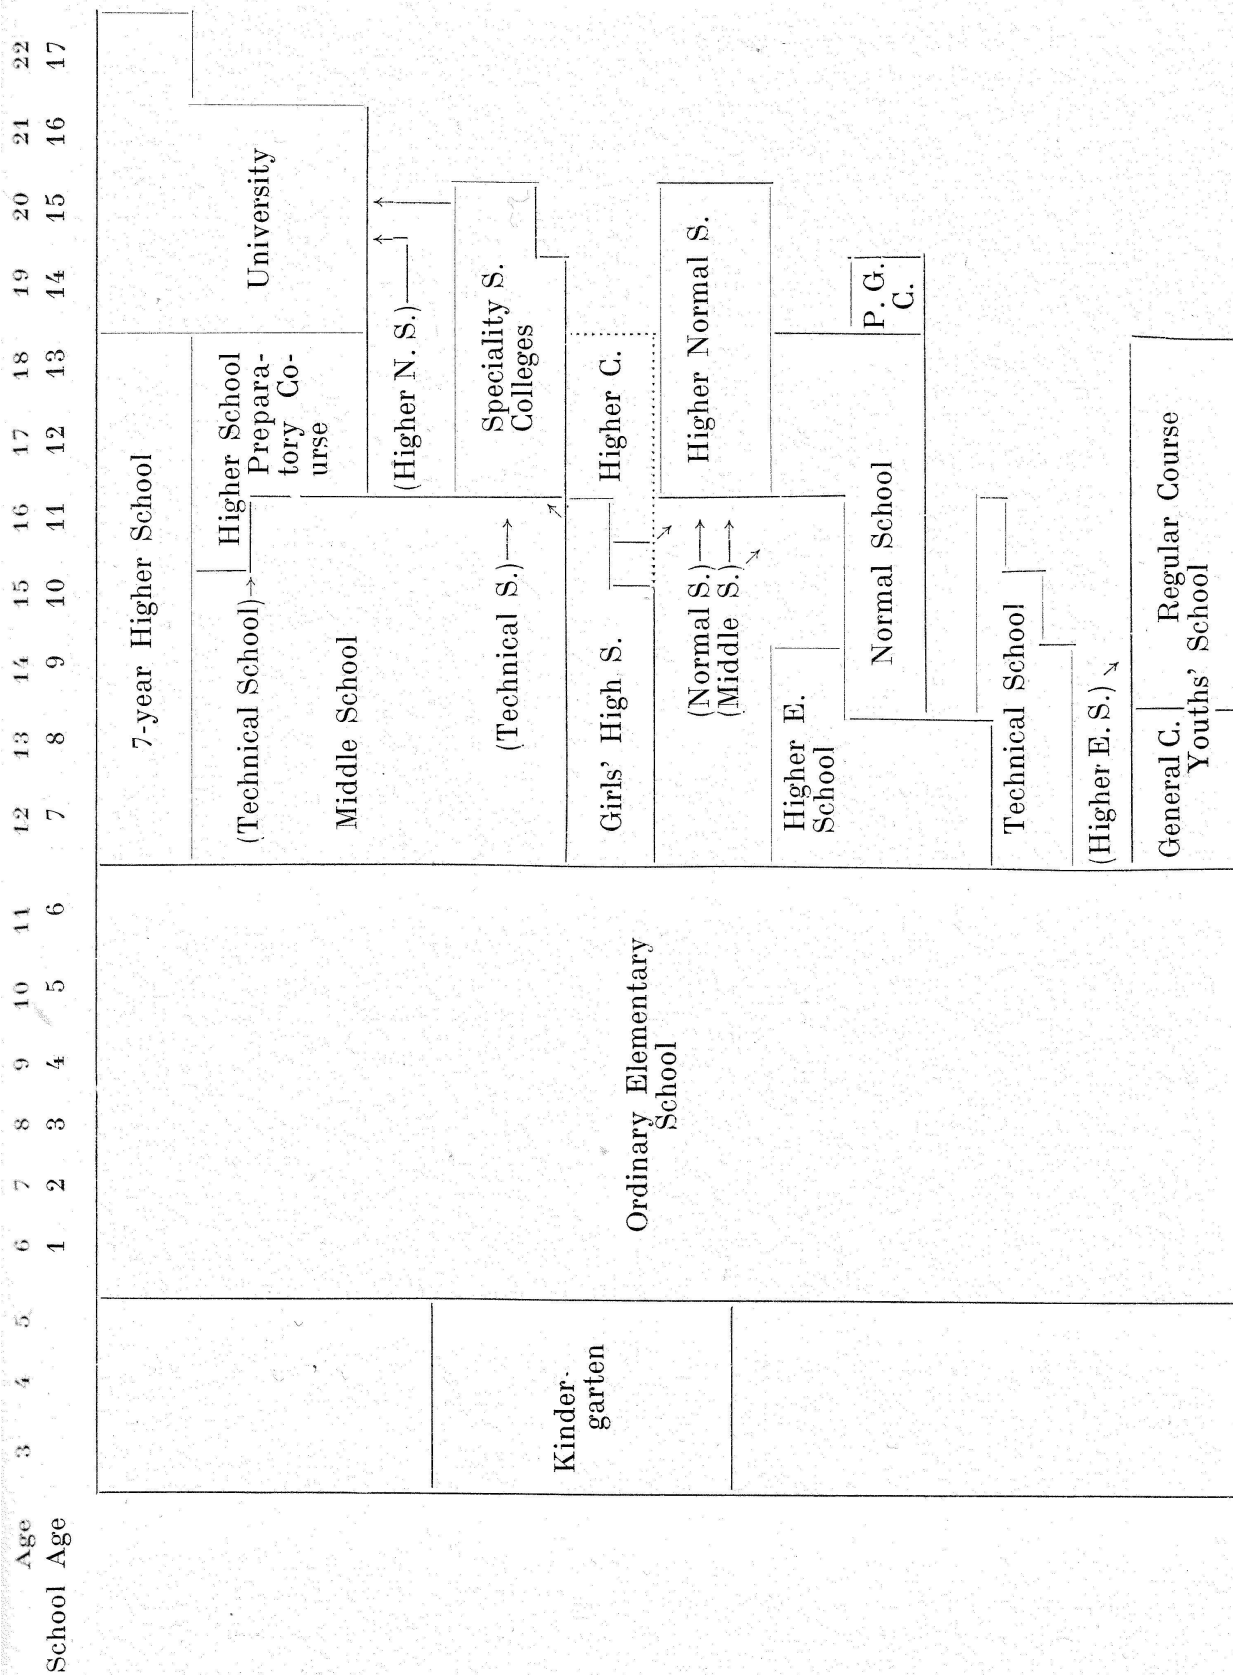 Age 3 4 5 6 7 8 9 10 11 12 13 14 15 16 17 18 19 20 21 22
School Age 1 2 3 4 5 6 7 8 9 10 11 12 13 14 15 16 17
7-year Higher School
University
Higher School
Prepara-
tory Co-
urse
(Technical School)
Middle School
(Higher N. S.)
Speciality S.
Colleges
(Technical S.)
Higher C.
Girls' High S.
Higher Normal S.
(Normal S.)
(Middle S.)
Higher E.
School
P. G.
C.
Normal School
Technical School
(Higher E. S.)
General C.
Regular Course
Youths' School
Ordinary Elementary
School
Kinder-
garten